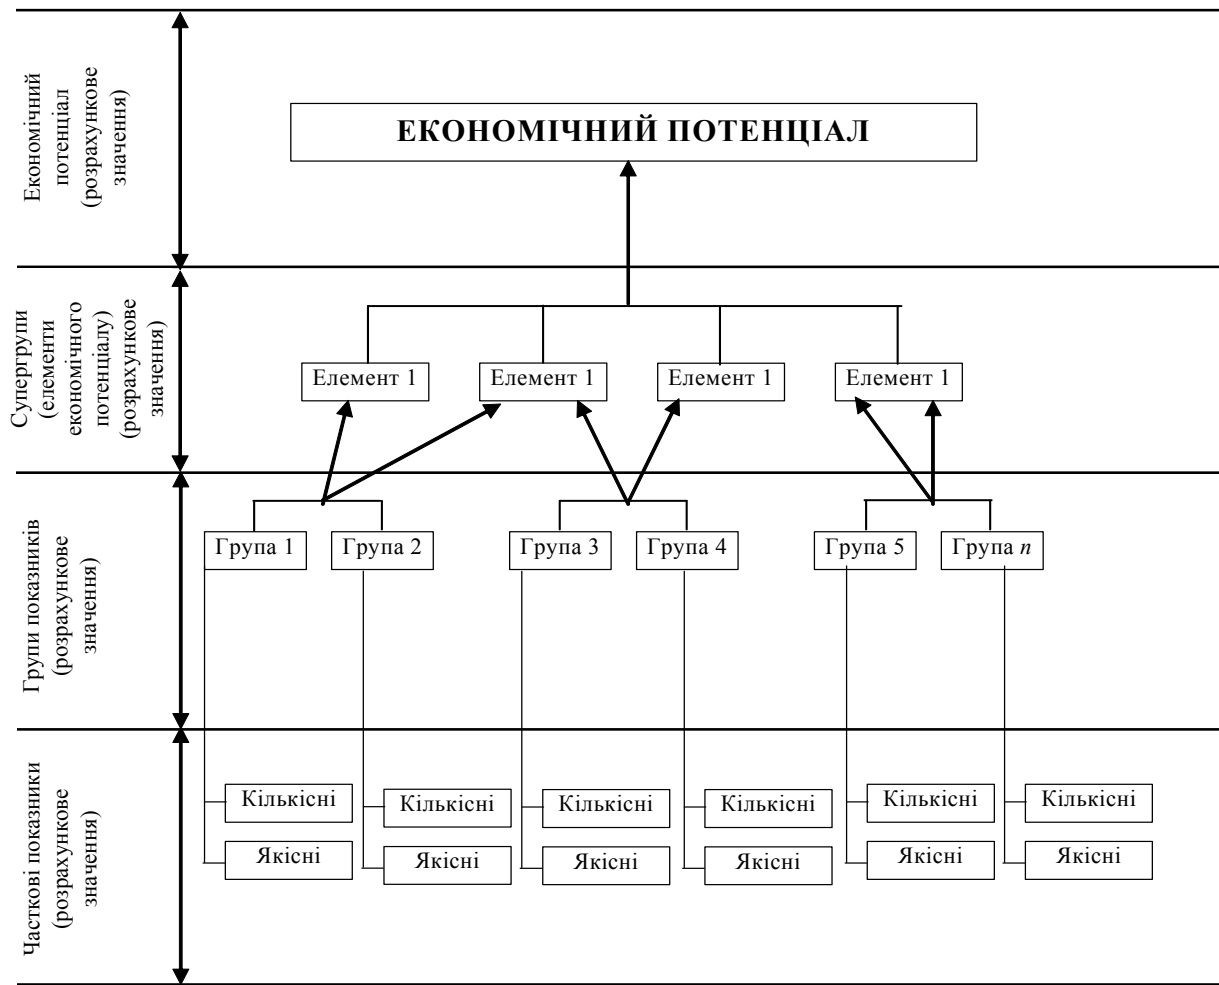 Економічний
потенціал
(розрахункове
значення)
ЕКОНОМІЧНИЙ ПОТЕНЦІАЛ
Супергрупи
(елементи
економічного
потенціалу)
(розрахункове
значення)
Елемент 1
Елемент 1
Елемент 1
Елемент 1
Групи показників
(розрахункове
значення)
Група 1
Група 2
Група 3
Група 4
Група 5
Група n
Часткові показники
(розрахункове
значення)
Кількісні
Кількісні
Кількісні
Кількісні
Кількісні
Кількісні
Якісні
Якісні
Якісні
Якісні
Якісні
Якісні